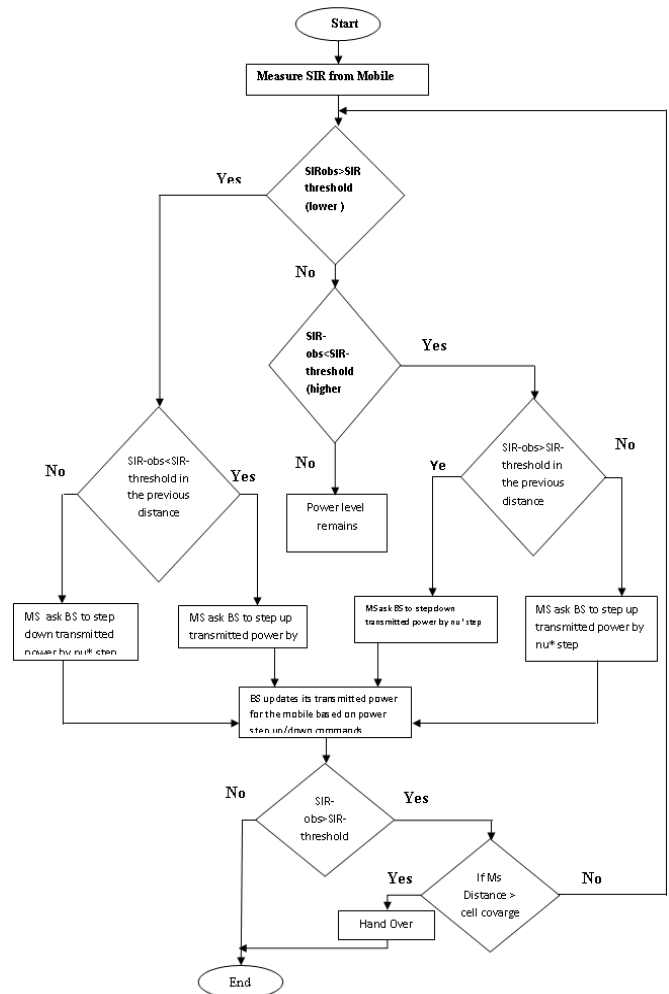 Start
Measure SIR from Mobile
SIRobs>SIR
threshold
(lower )
Yes
No
SIR-
obs<SIR-
threshold
(higher
Yes
No
Power level
remains
SIR-obs<SIR-
threshold in
the previous
distance
No
Yes
SIR-obs>SIR-
threshold in
the previous
distance
Ye
No
MS ask BS to step
down transmitted
power by nu* step
MS ask BS to step up
transmitted power by
MS ask BS to step down
transmitted power by nu* step
MS ask BS to step up
transmitted power by
nu* step
BS updates its transmitted power
for the mobile based on power
step up/down commands
SIR-
obs>SIR-
threshold
No
Yes
If Ms
Distance >
cell covarge
Yes
No
Hand Over
End